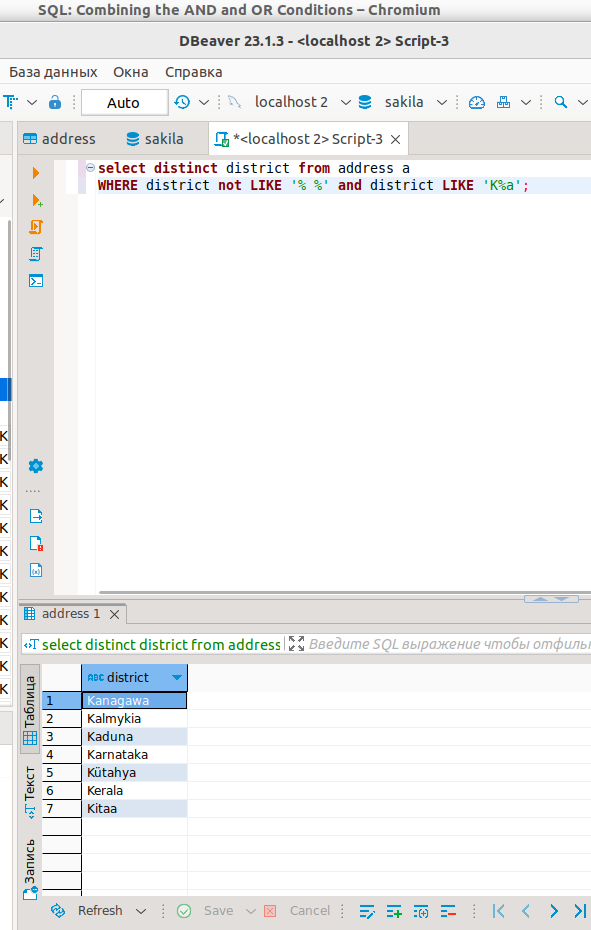 SQL: Combining the AND and OR Conditions – Chromium
DBeaver 23.1.3 - <localhost 2> Script-3
База данных Окна Справка
T Auto localhost 2 sakila
address sakila *<localhost 2> Script-3
select distinct district from address a
WHERE district not LIKE '% %' and district LIKE 'K%a';
K
K
K
K
K
K
K
K
K
K
K
K
address 1
select distinct district from address
Введите SQL выражение чтобы отфиль
Таблица
Текст
Запись
ABC district
1 Kanagawa
2 Kalmykia
3 Kaduna
4 Karnataka
5 Kütahya
6 Kerala
7 Kitaa
Refresh Save Cancel